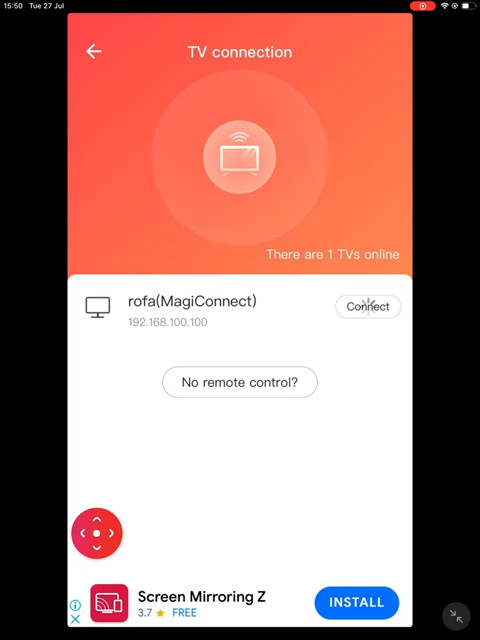 15:50 Tue 27 Jul
TV connection
There are 1 TVs online
rofa(MagiConnect)
192.168.100.100
Connect
No remote control?
Screen Mirroring Z
3.7 ★ FREE
INSTALL